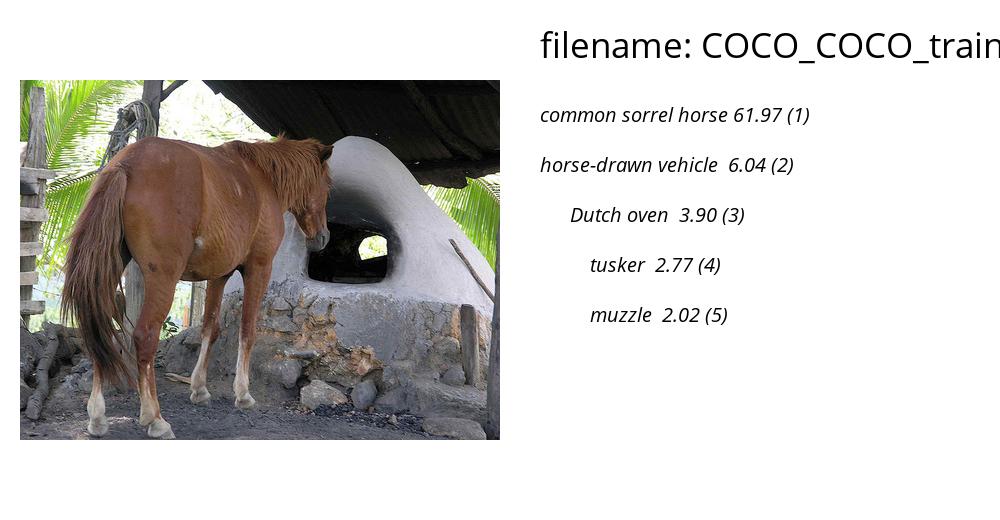 filename: COCO_COCO_train
common sorrel horse 61.97 (1)
horse-drawn vehicle 6.04 (2)
Dutch oven 3.90 (3)
tusker 2.77 (4)
muzzle 2.02 (5)